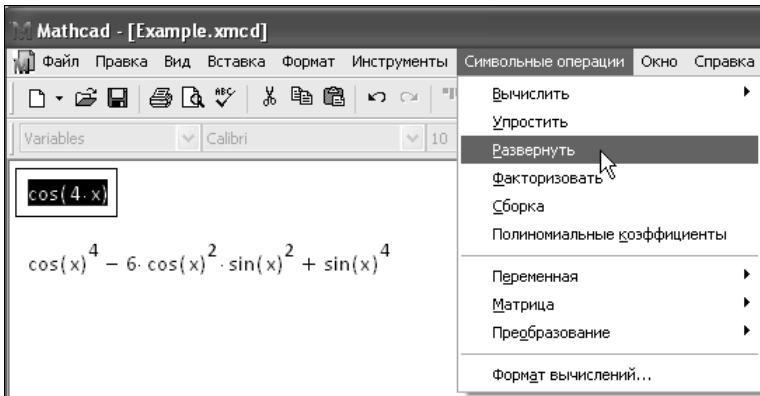 Mathcad - [Example.xmcd]
Файл Правка Вид Вставка Формат Инструменты Символьные операции Окно Справка
Variables Calibri 10
Вычислить
Упростить
Развернуть
Факторизовать
Сборка
Полиномиальные коэффициенты
Переменная
Матрица
Преобразование
Формат вычислений...
cos(4·x)
cos(x)^4 − 6·cos(x)^2·sin(x)^2 + sin(x)^4